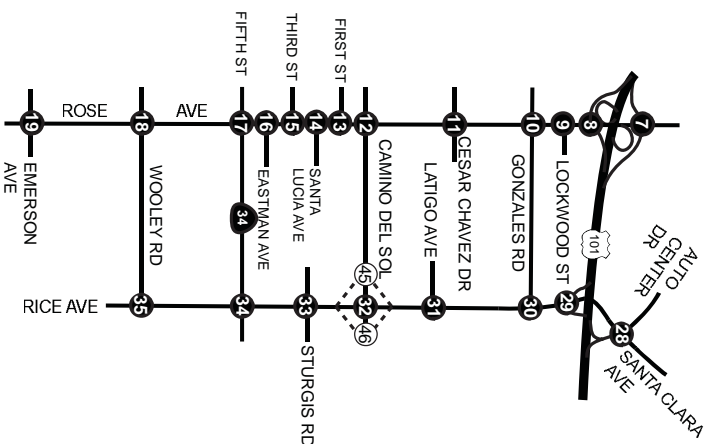 FIFTH ST
THIRD ST
FIRST ST
ROSE AVE
19
18
17
16
15
14
13
12
11
10
9
8
7
EMERSON
AVE
WOOLEY RD
EASTMAN AVE
SANTA
LUCIA AVE
CAMINO DEL SOL
LATIGO AVE
CESAR CHAVEZ DR
GONZALES RD
LOCKWOOD ST
101
AUTO
CENTER
DR
34
45
RICE AVE
35
34
33
32
31
30
29
28
46
STURGIS RD
SANTA CLARA
AVE